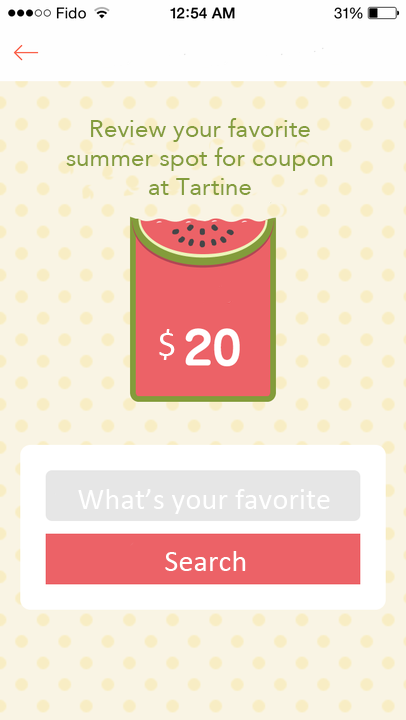 Fido 12:54 AM 31%
Review your favorite
summer spot for coupon
at Tartine
$ 20
What's your favorite
Search